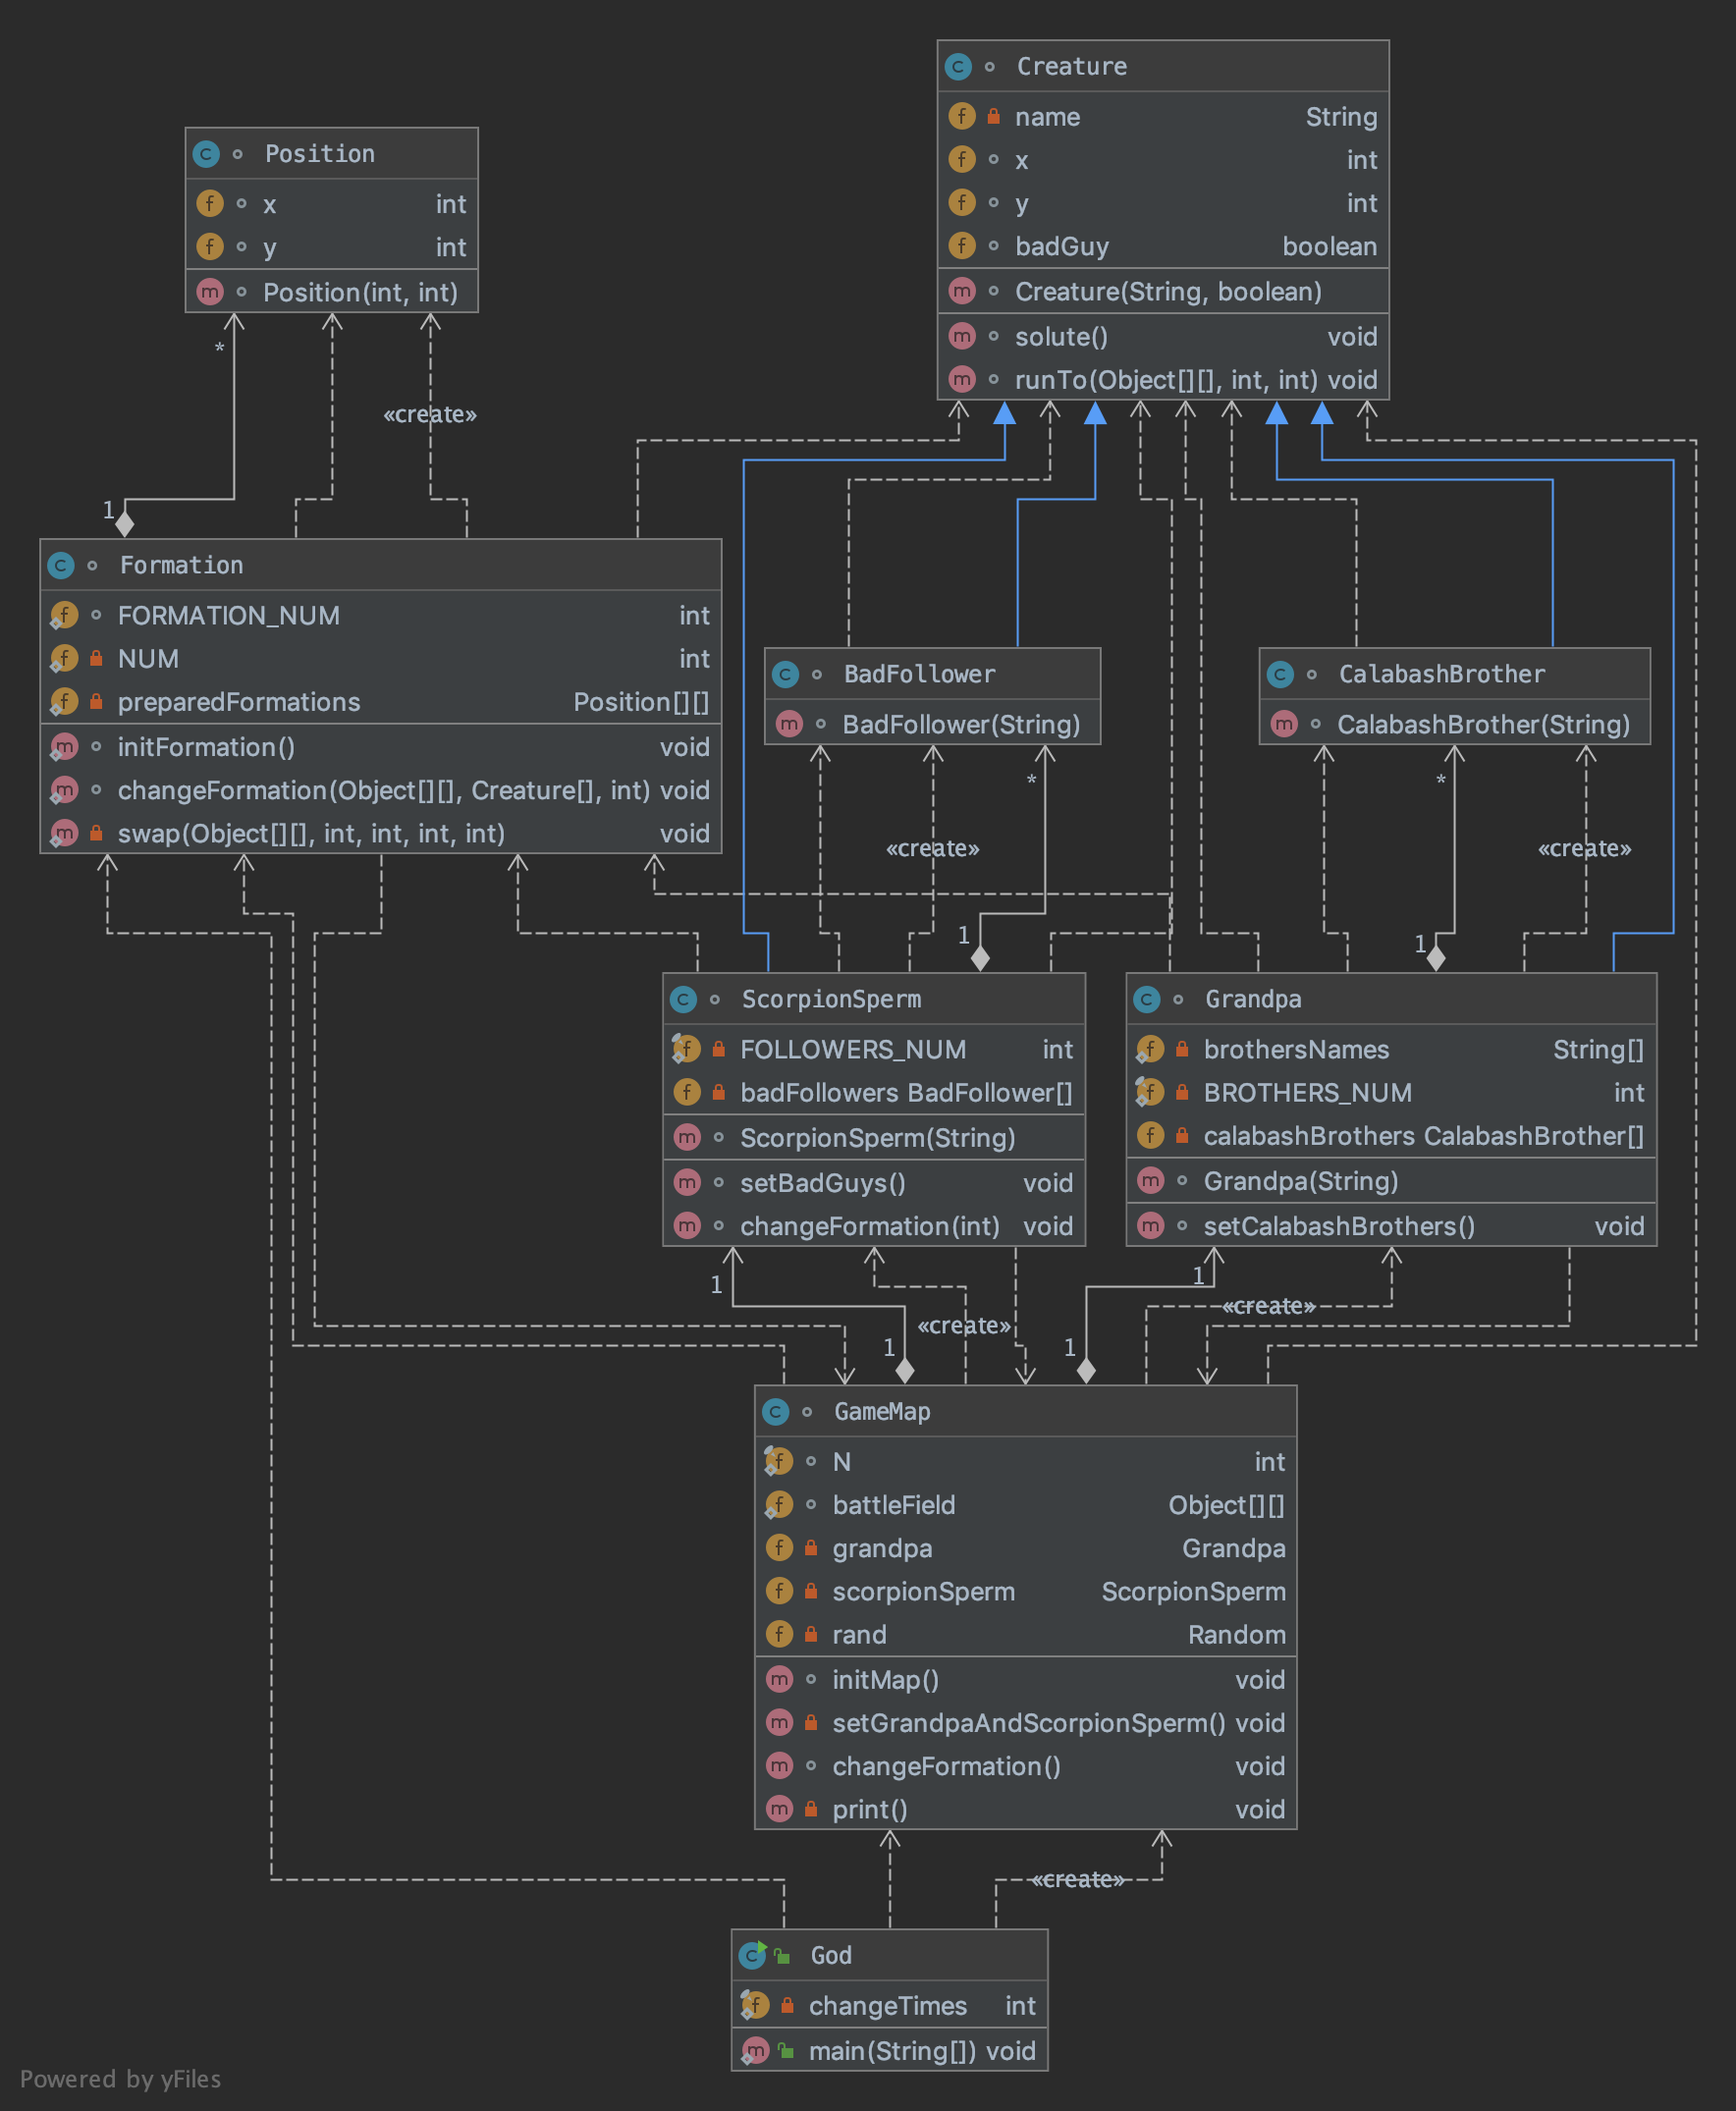 Creature
name String
x int
y int
badGuy boolean
Creature(String, boolean)
solute() void
runTo(Object[][], int, int) void
Position
x int
y int
Position(int, int)
*
«create»
1
Formation
FORMATION_NUM int
NUM int
preparedFormations Position[][]
initFormation() void
changeFormation(Object[][], Creature[], int) void
swap(Object[][], int, int, int, int) void
BadFollower
BadFollower(String)
CalabashBrother
CalabashBrother(String)
*
*
«create»
«create»
1
1
ScorpionSperm
FOLLOWERS_NUM int
badFollowers BadFollower[]
ScorpionSperm(String)
setBadGuys() void
changeFormation(int) void
Grandpa
brothersNames String[]
BROTHERS_NUM int
calabashBrothers CalabashBrother[]
Grandpa(String)
setCalabashBrothers() void
1
1
«create»
«create»
1
1
GameMap
N int
battleField Object[][]
grandpa Grandpa
scorpionSperm ScorpionSperm
rand Random
initMap() void
setGrandpaAndScorpionSperm() void
changeFormation() void
print() void
«create»
God
changeTimes int
main(String[]) void
Powered by yFiles